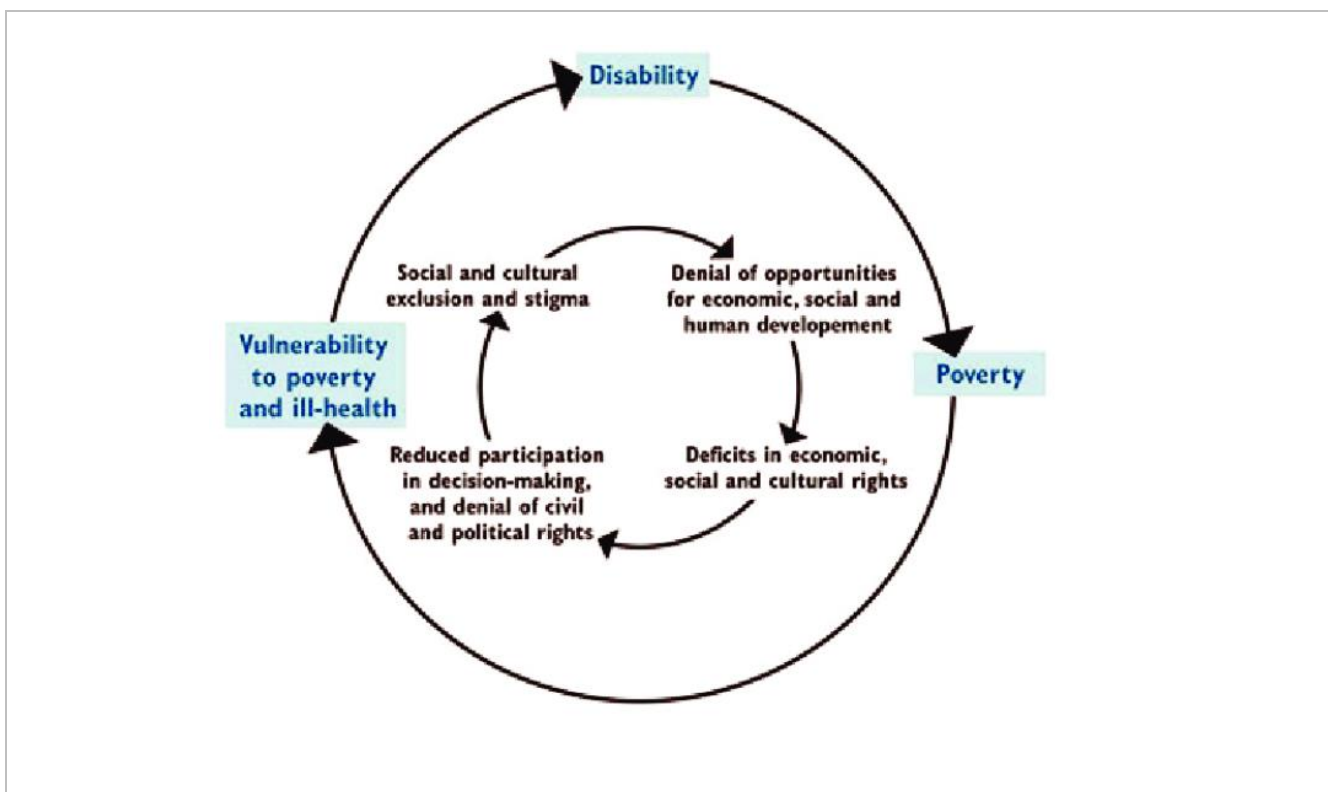 Disability
Social and cultural
exclusion and stigma
Denial of opportunities
for economic, social and
human developement
Vulnerability
to poverty
and ill-health
Poverty
Reduced participation
in decision-making,
and denial of civil
and political rights
Deficits in economic,
social and cultural rights